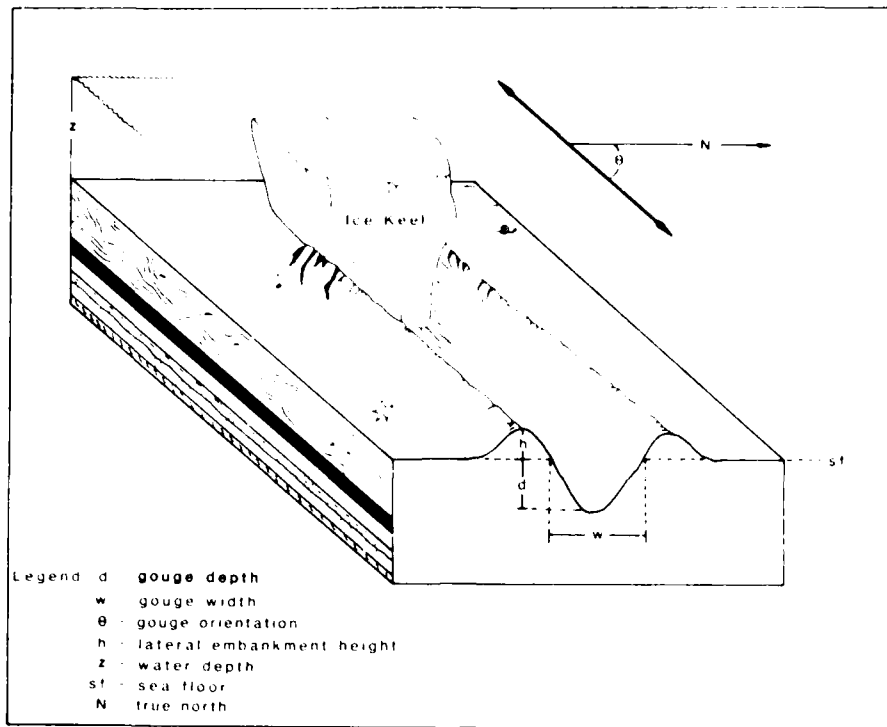 z
N
θ
Ice Keel
h
sf
d
w
Legend d gouge depth
w gouge width
θ - gouge orientation
h - lateral embankment height
z - water depth
sf - sea floor
N true north